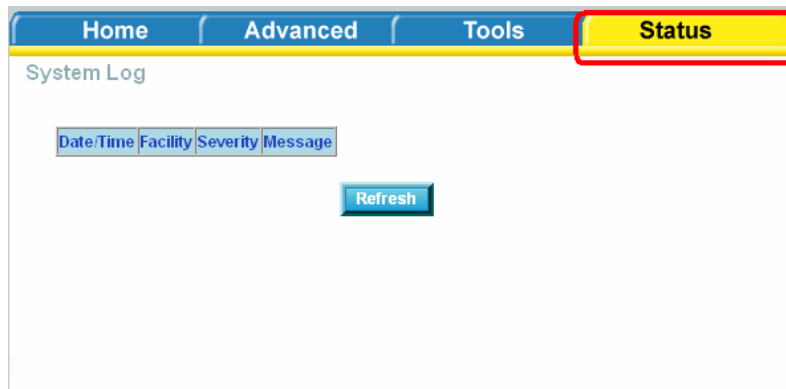 Home Advanced Tools Status
System Log
Date/Time Facility Severity Message
Refresh